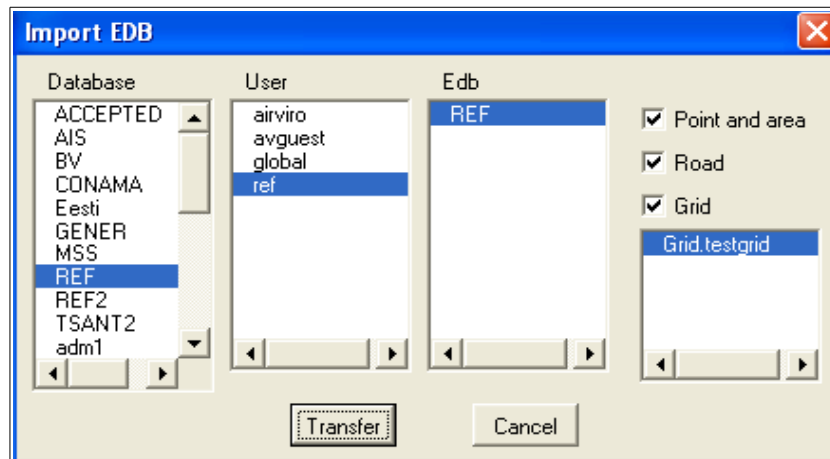 Import EDB
Database
ACCEPTED
AIS
BV
CONAMA
Eesti
GENER
MSS
REF
REF2
TSANT2
adm1
User
airviro
avguest
global
ref
Edb
REF
Point and area
Road
Grid
Grid.testgrid
Transfer
Cancel